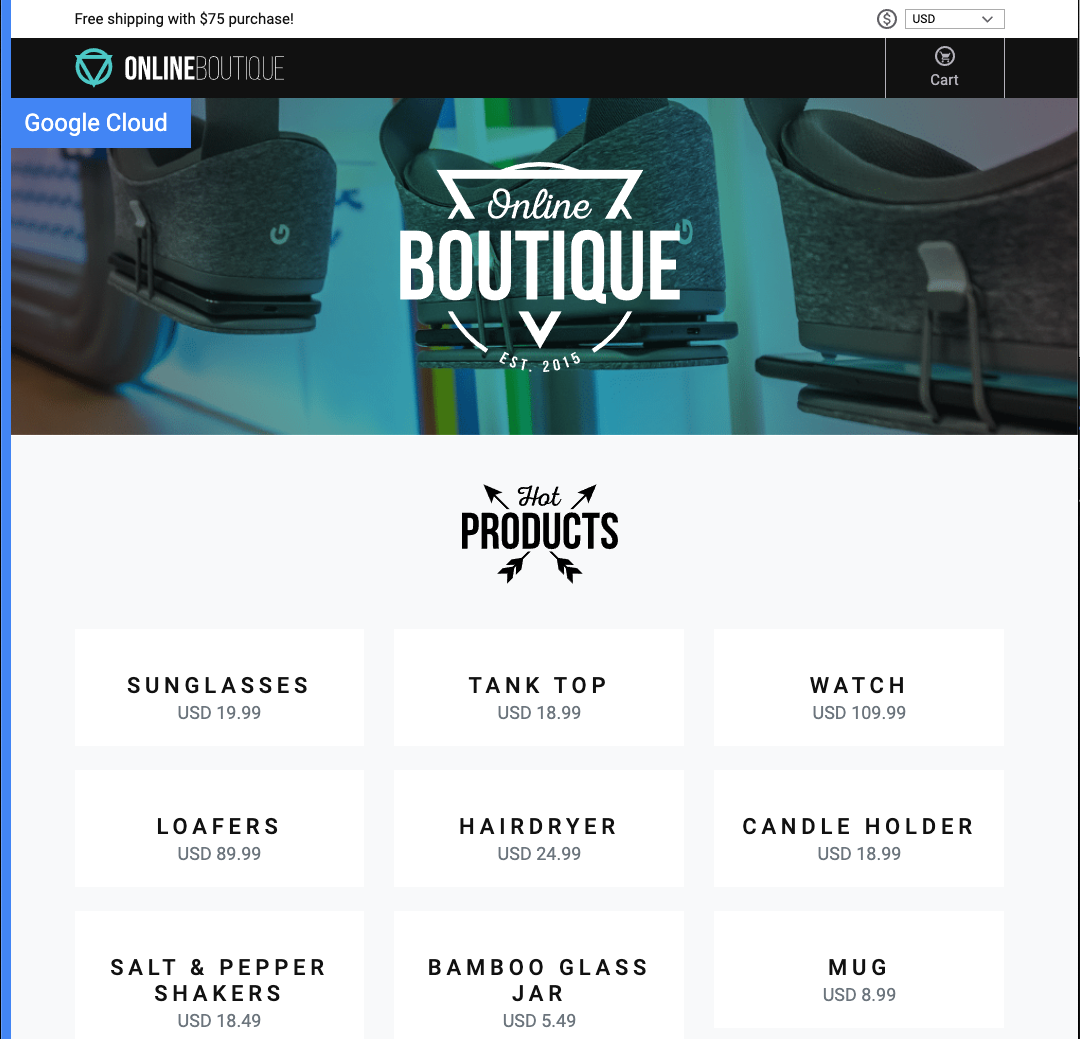 Free shipping with $75 purchase!
$
USD
ONLINEBOUTIQUE
Cart
Google Cloud
G
G
Online
BOUTIQUE
EST. 2015
Hot
PRODUCTS
SUNGLASSES
USD 19.99
TANK TOP
USD 18.99
WATCH
USD 109.99
LOAFERS
USD 89.99
HAIRDRYER
USD 24.99
CANDLE HOLDER
USD 18.99
SALT & PEPPER
SHAKERS
USD 18.49
BAMBOO GLASS
JAR
USD 5.49
MUG
USD 8.99